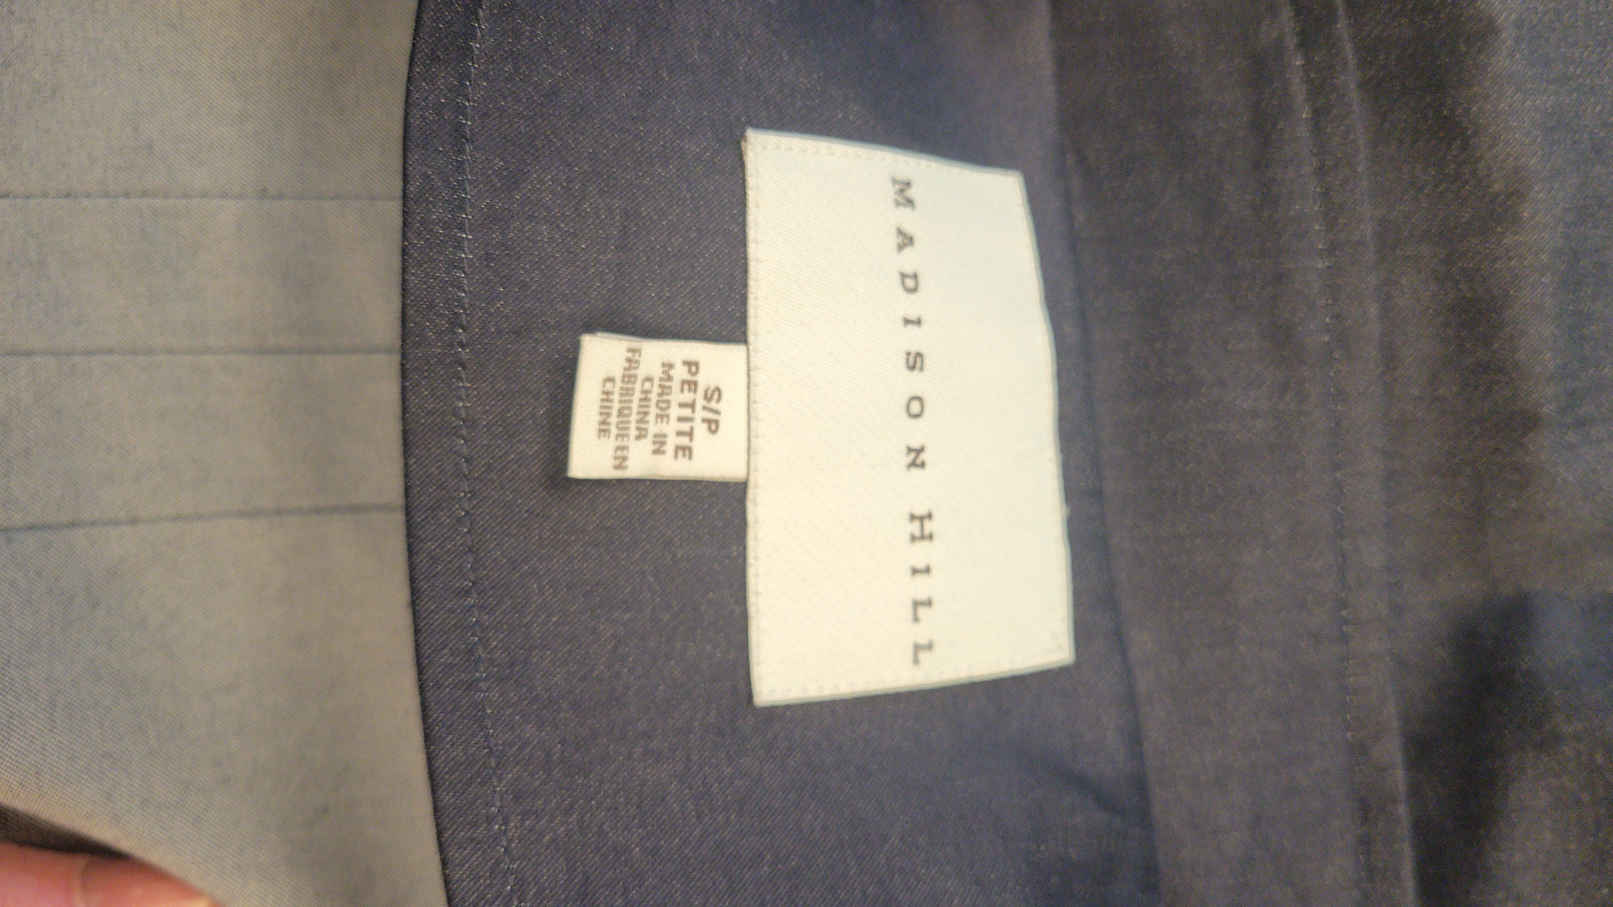 MADISON HILL
S/P
PETITE
MADE IN
CHINA
FABRIQUE EN
CHINE